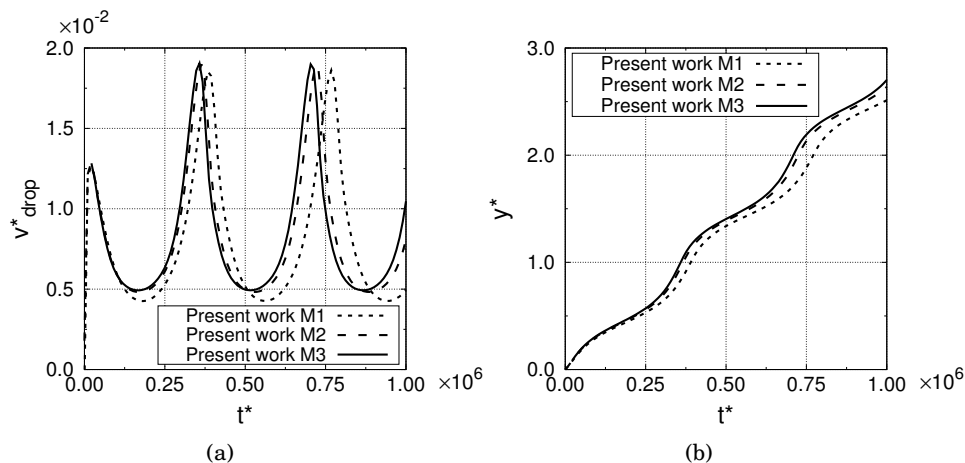 ×10⁻²
2.0
1.5
1.0
0.5
0.0
v*drop
Present work M1
Present work M2
Present work M3
0.00 0.25 0.50 0.75 1.00 ×10⁶
t*
(a)
3.0
2.0
1.0
0.0
y*
Present work M1
Present work M2
Present work M3
0.00 0.25 0.50 0.75 1.00 ×10⁶
t*
(b)